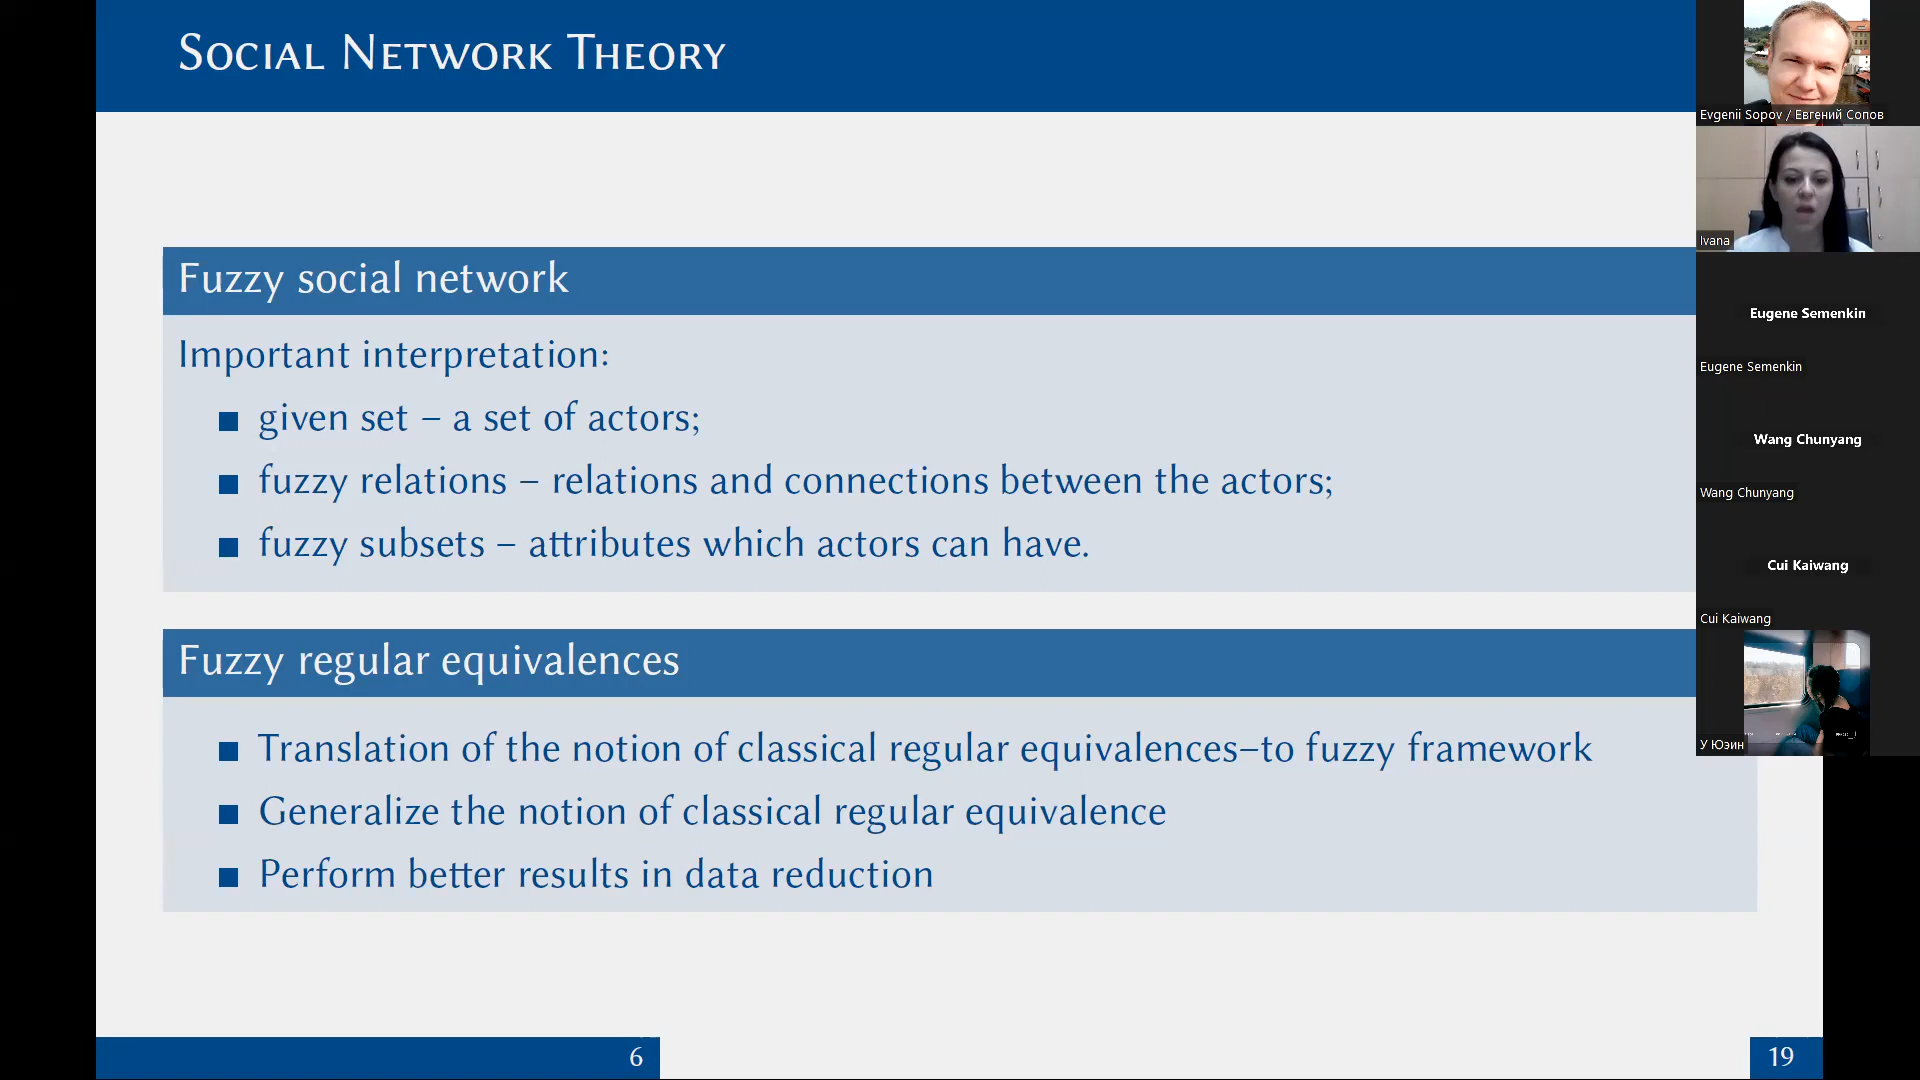 Social Network Theory
Fuzzy social network
Important interpretation:
given set – a set of actors;
fuzzy relations – relations and connections between the actors;
fuzzy subsets – attributes which actors can have.
Fuzzy regular equivalences
Translation of the notion of classical regular equivalences–to fuzzy framework
Generalize the notion of classical regular equivalence
Perform better results in data reduction
6
19
Evgenii Sopov / Евгений Сопов
Ivana
Eugene Semenkin
Eugene Semenkin
Wang Chunyang
Wang Chunyang
Cui Kaiwang
Cui Kaiwang
У Юэин